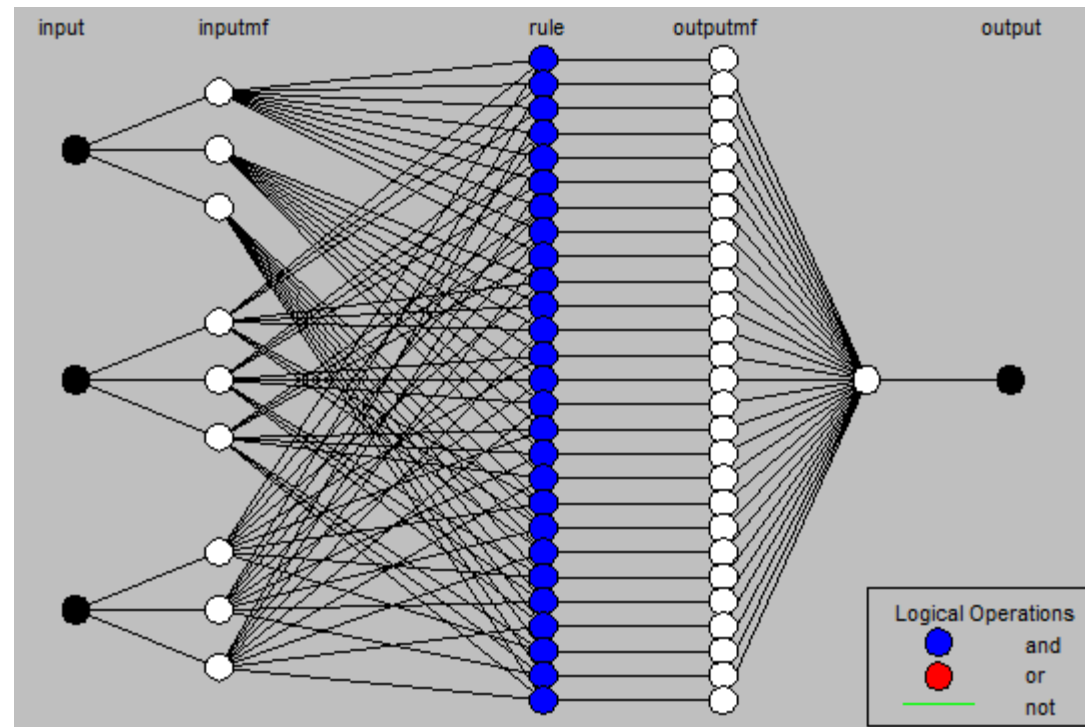 input inputmf rule outputmf output
Logical Operations
and
or
not